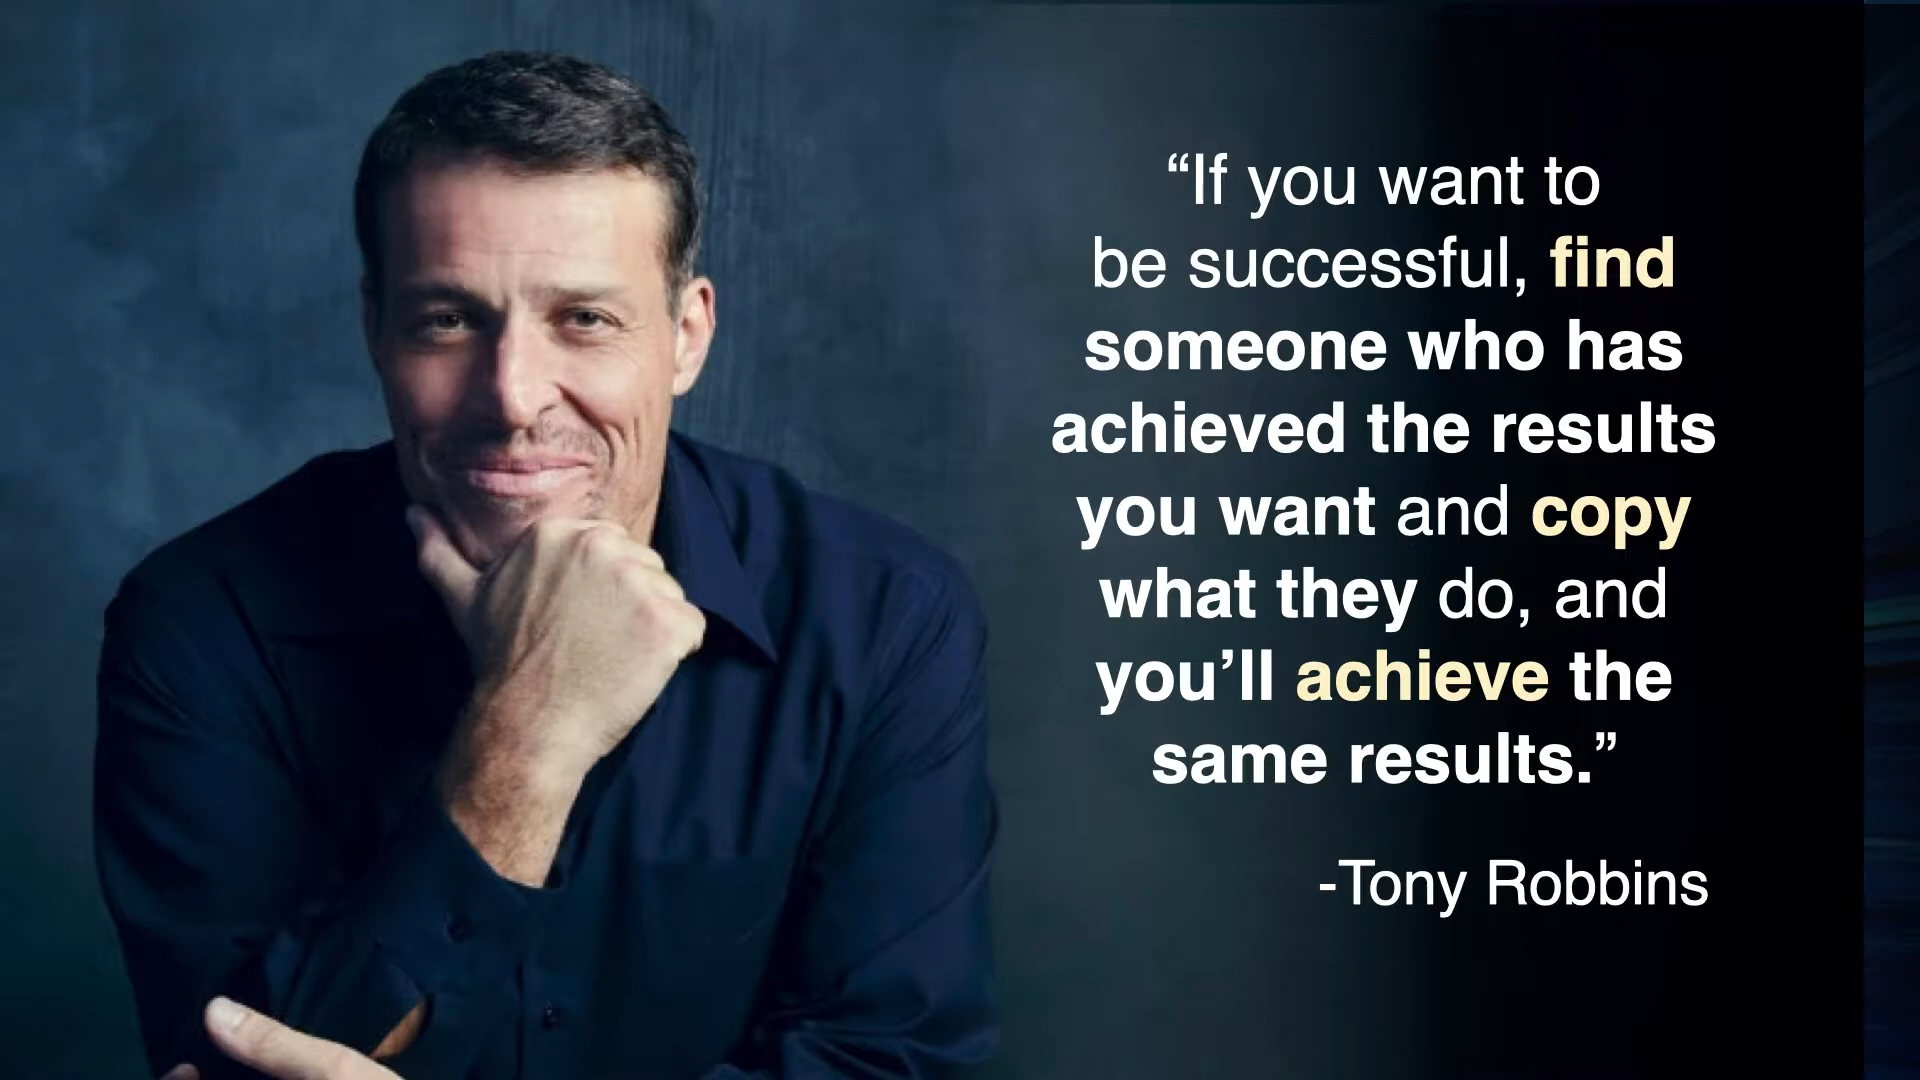 “If you want to
be successful, find
someone who has
achieved the results
you want and copy
what they do, and
you’ll achieve the
same results.”
-Tony Robbins